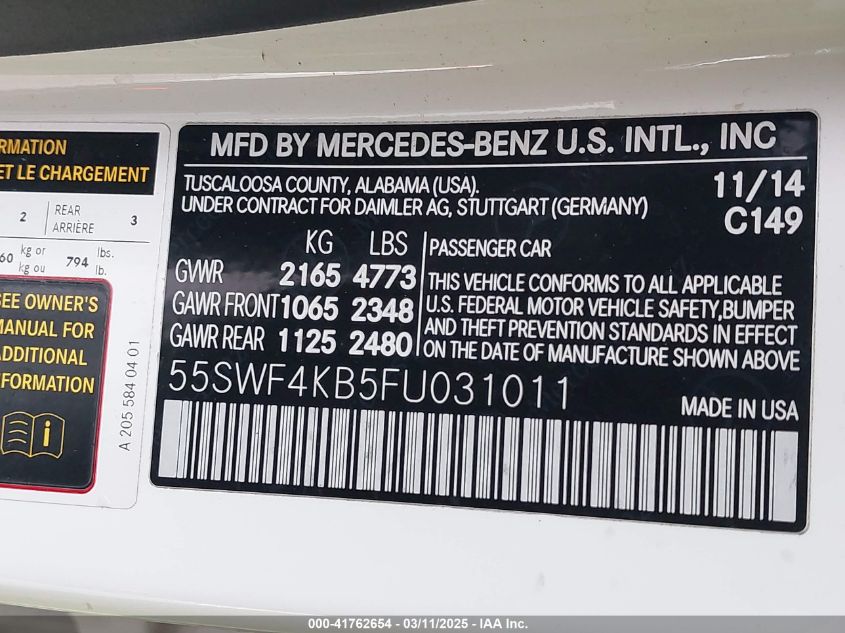 RMATION
ET LE CHARGEMENT
2 REAR ARRIÈRE 3
60 kg or kg ou 794 lbs. lb.
SEE OWNER'S
MANUAL FOR
ADDITIONAL
NFORMATION
A 205 584 04 01
MFD BY MERCEDES-BENZ U.S. INTL., INC
TUSCALOOSA COUNTY, ALABAMA (USA).
UNDER CONTRACT FOR DAIMLER AG, STUTTGART (GERMANY)
11/14
C149
KG LBS
GVWR 2165 4773
GAWR FRONT 1065 2348
GAWR REAR 1125 2480
PASSENGER CAR
THIS VEHICLE CONFORMS TO ALL APPLICABLE
U.S. FEDERAL MOTOR VEHICLE SAFETY,BUMPER
AND THEFT PREVENTION STANDARDS IN EFFECT
ON THE DATE OF MANUFACTURE SHOWN ABOVE
55SWF4KB5FU031011
MADE IN USA
000-41762654 - 03/11/2025 - IAA Inc.